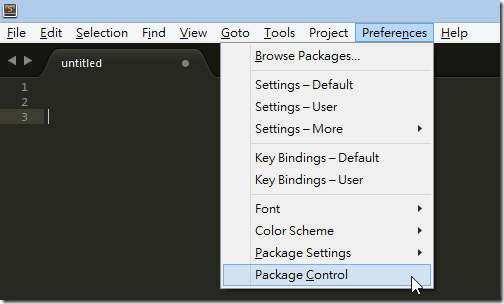 File Edit Selection Find View Goto Tools Project Preferences Help
untitled
1
2
3
Browse Packages...
Settings – Default
Settings – User
Settings – More
Key Bindings – Default
Key Bindings – User
Font
Color Scheme
Package Settings
Package Control